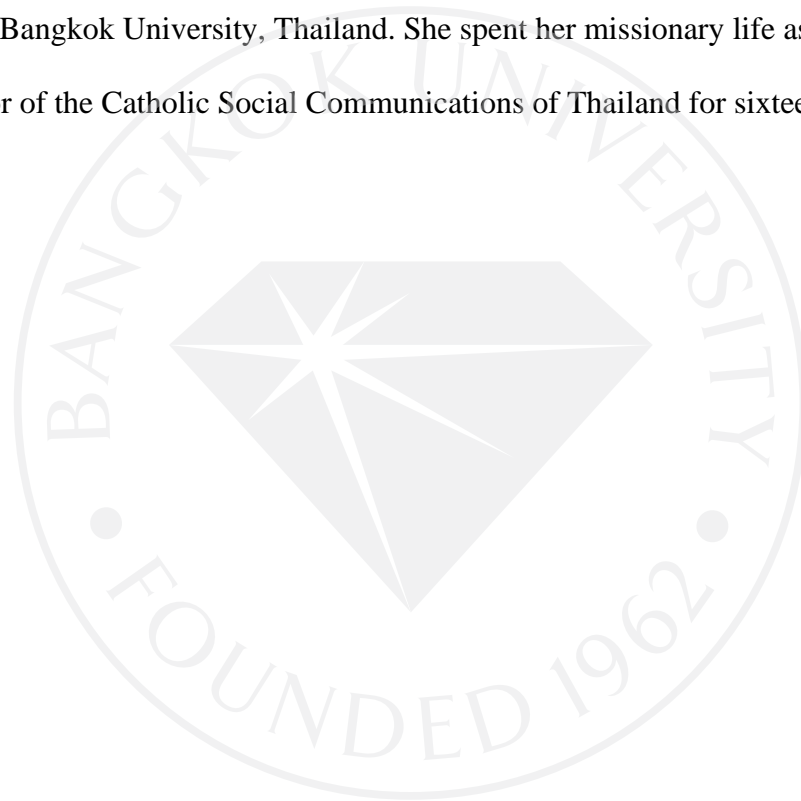 Bangkok University, Thailand. She spent her missionary life as
r of the Catholic Social Communications of Thailand for sixtee
BANGKOK UNIVERSITY
FOUNDED 1962